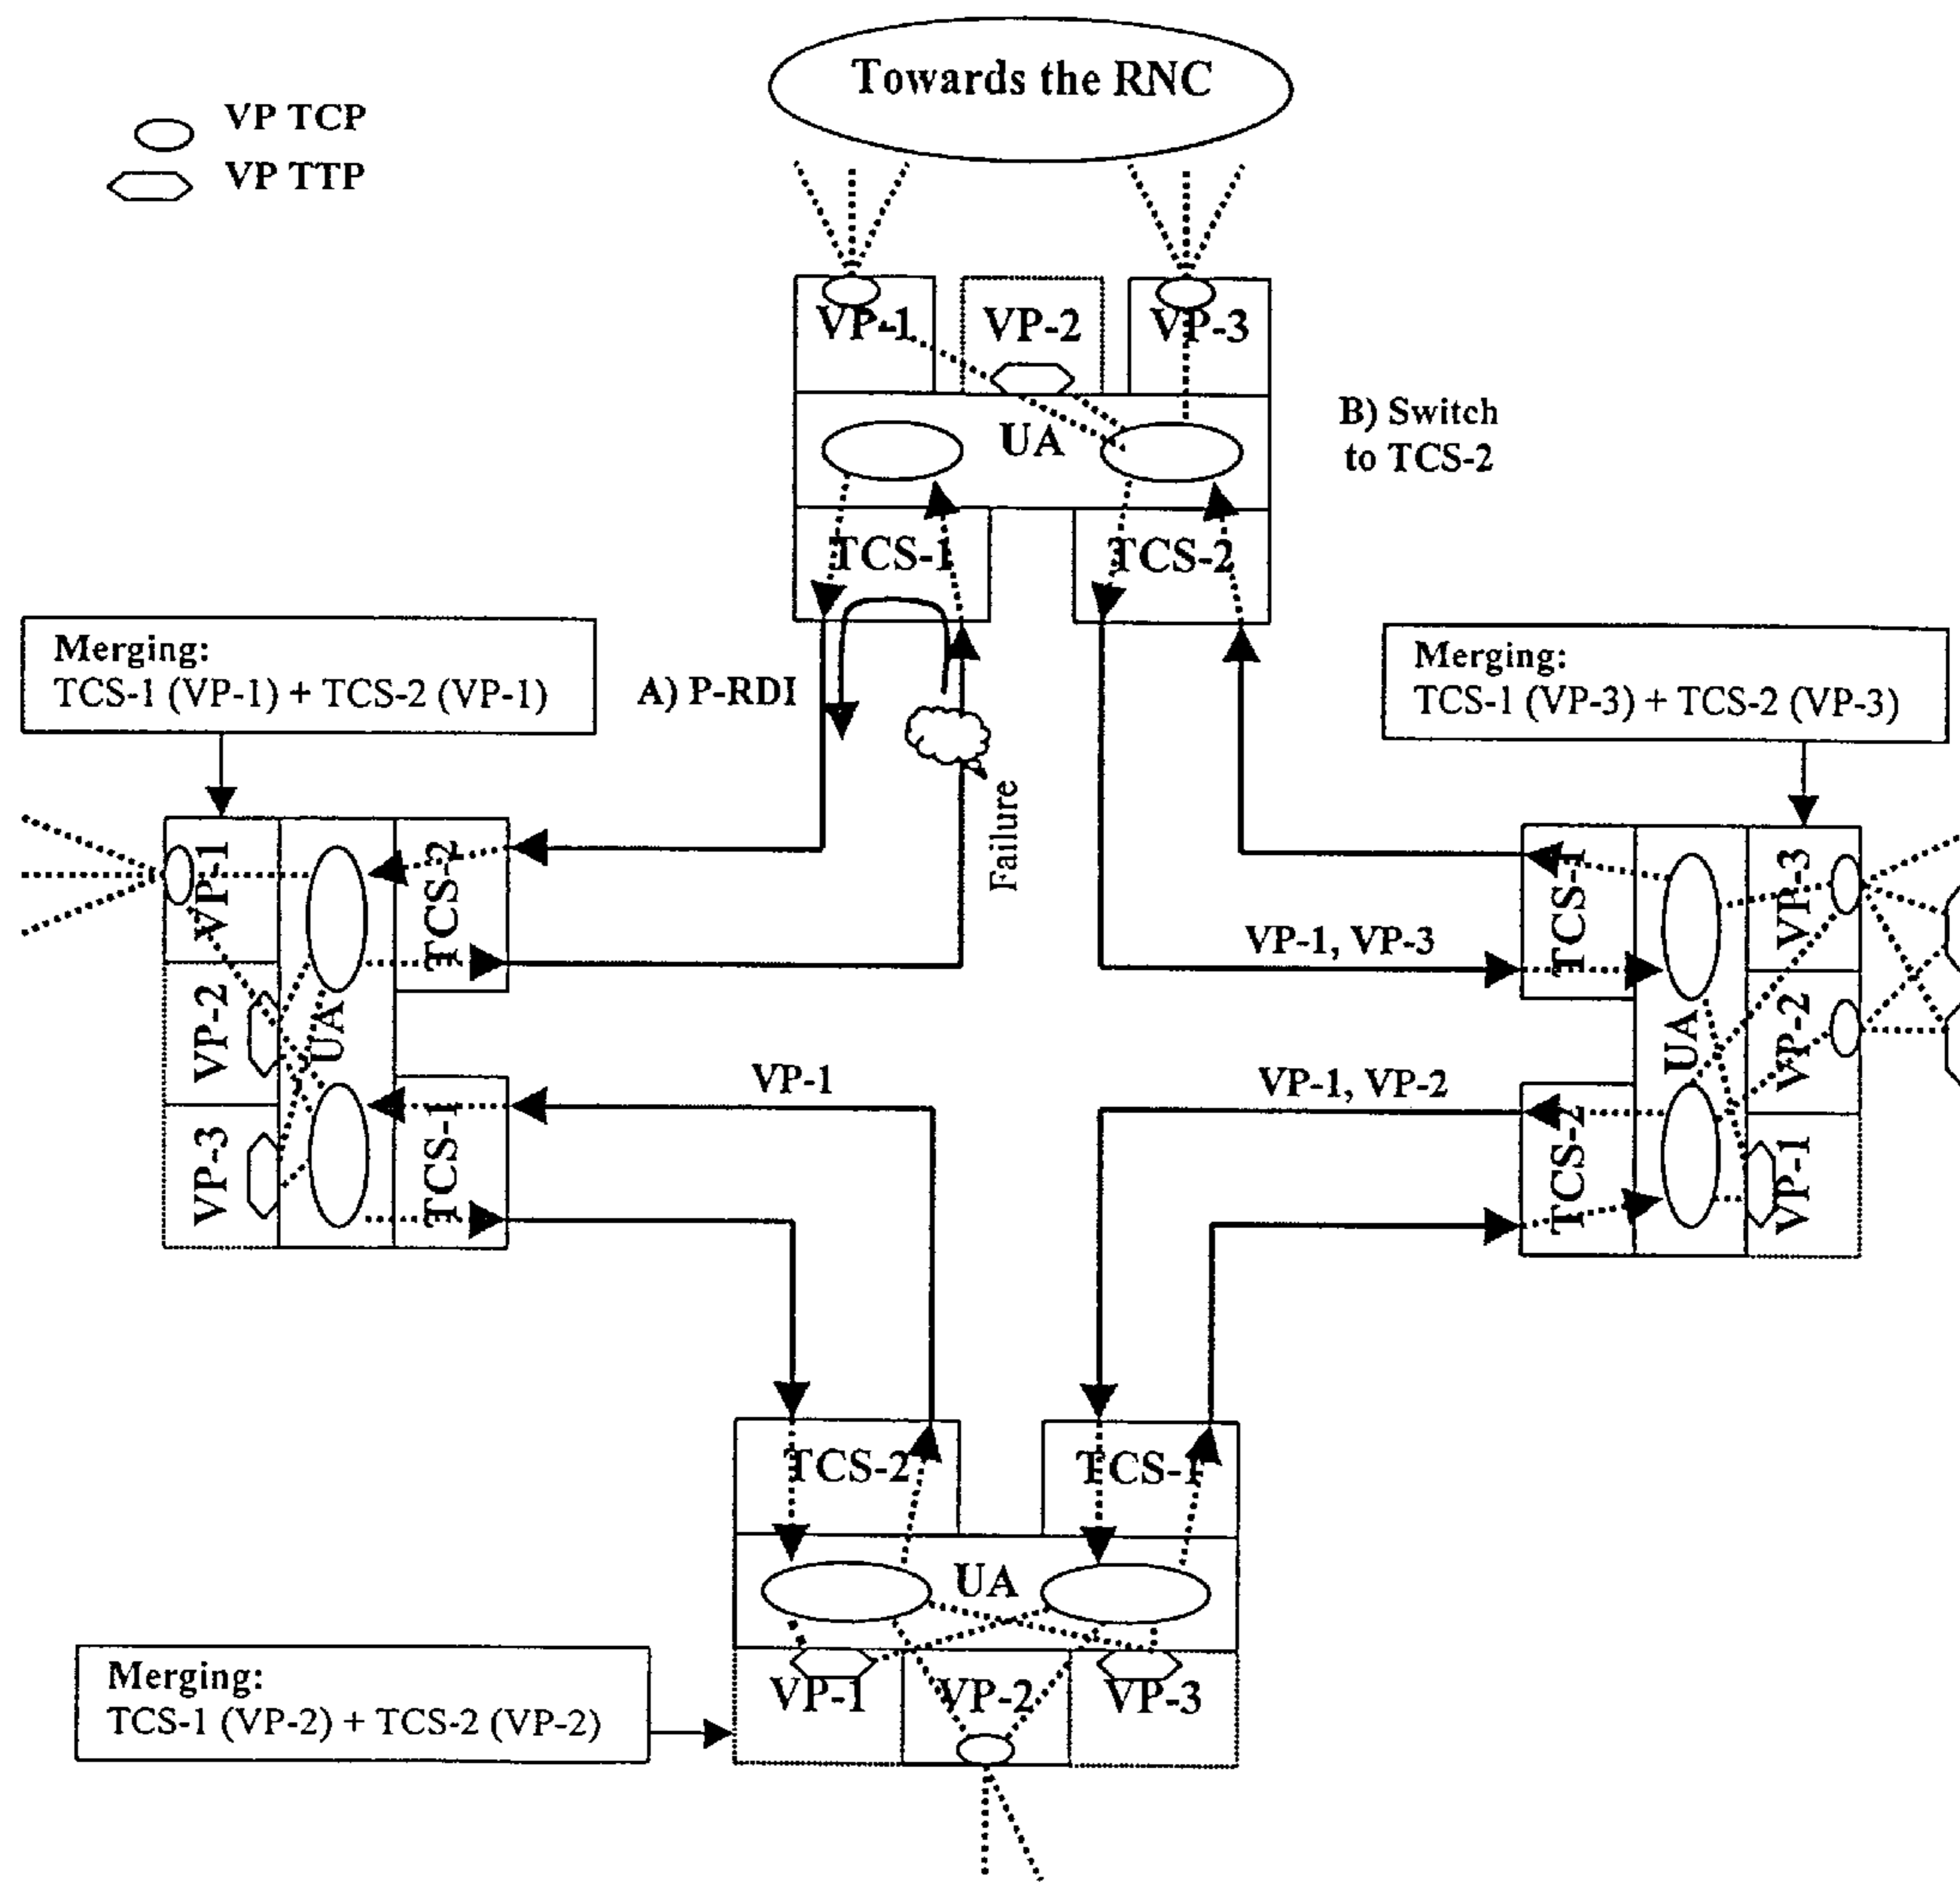 Towards the RNC
VP TCP
VP TTP
VP-1
VP-2
VP-3
UA
B) Switch
to TCS-2
TCS-1
TCS-2
Merging:
TCS-1 (VP-1) + TCS-2 (VP-1)
A) P-RDI
Failure
Merging:
TCS-1 (VP-3) + TCS-2 (VP-3)
VP-1
VP-2
VP-3
UA
TCS-2
TCS-1
VP-1, VP-3
VP-1
VP-1, VP-2
TCS-1
TCS-2
UA
VP-3
VP-2
VP-1
TCS-2
TCS-1
UA
VP-1
VP-2
VP-3
Merging:
TCS-1 (VP-2) + TCS-2 (VP-2)